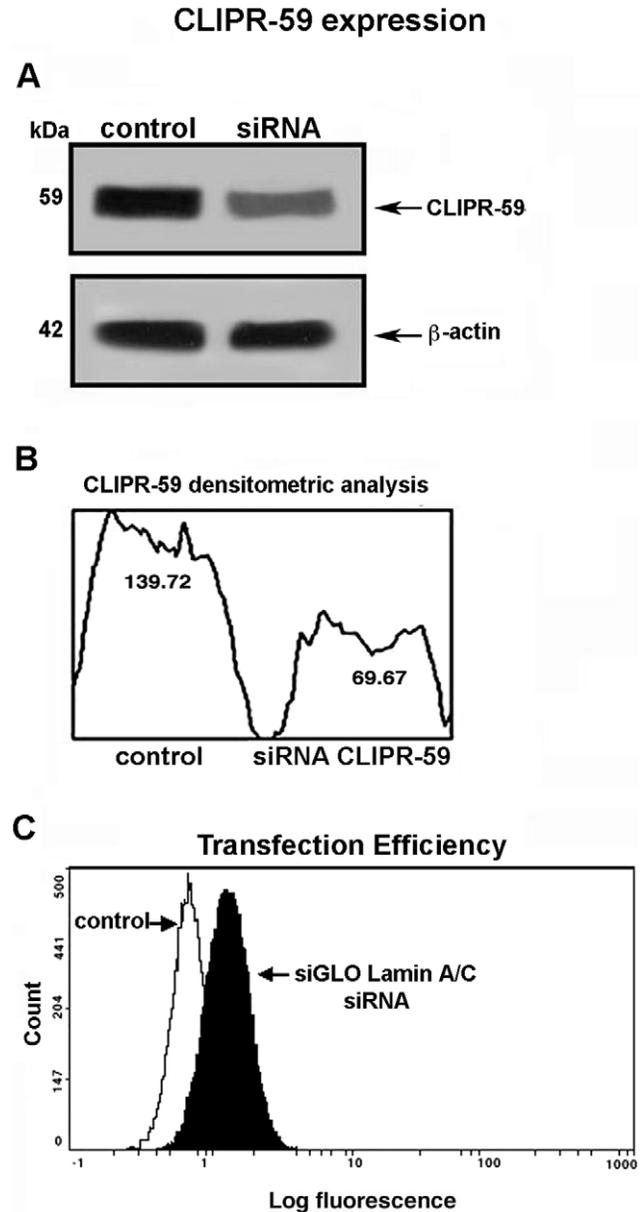 CLIPR-59 expression
A
kDa control siRNA
59
CLIPR-59
42
β-actin
B
CLIPR-59 densitometric analysis
139.72
69.67
control siRNA CLIPR-59
C
Transfection Efficiency
500
control
441
siGLO Lamin A/C
siRNA
204
Count
147
0
-1 1 10 100 1000
Log fluorescence